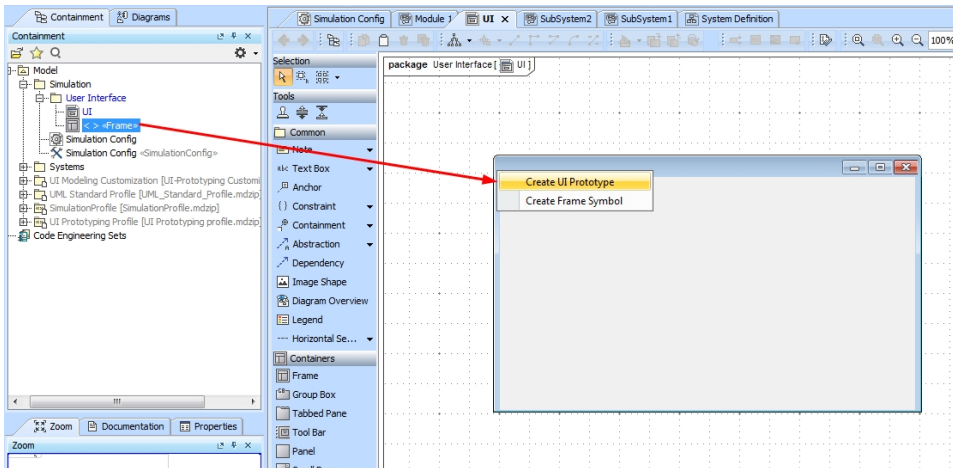 Containment Diagrams
Containment
Model
Simulation
User Interface
UI
< > «Frame»
Simulation Config
Simulation Config «SimulationConfig»
Systems
UI Modeling Customization [UI-Prototyping Customi
UML Standard Profile [UML_Standard_Profile.mdzip]
SimulationProfile [SimulationProfile.mdzip]
UI Prototyping Profile [UI Prototyping profile.mdzip]
Code Engineering Sets
Zoom Documentation Properties
Zoom
Simulation Config Module 1 UI SubSystem2 SubSystem1 System Definition
100%
Selection
Tools
Common
Note
Text Box
Anchor
Constraint
Containment
Abstraction
Dependency
Image Shape
Diagram Overview
Legend
Horizontal Se...
Containers
Frame
Group Box
Tabbed Pane
Tool Bar
Panel
package User Interface [ UI ]
Create UI Prototype
Create Frame Symbol